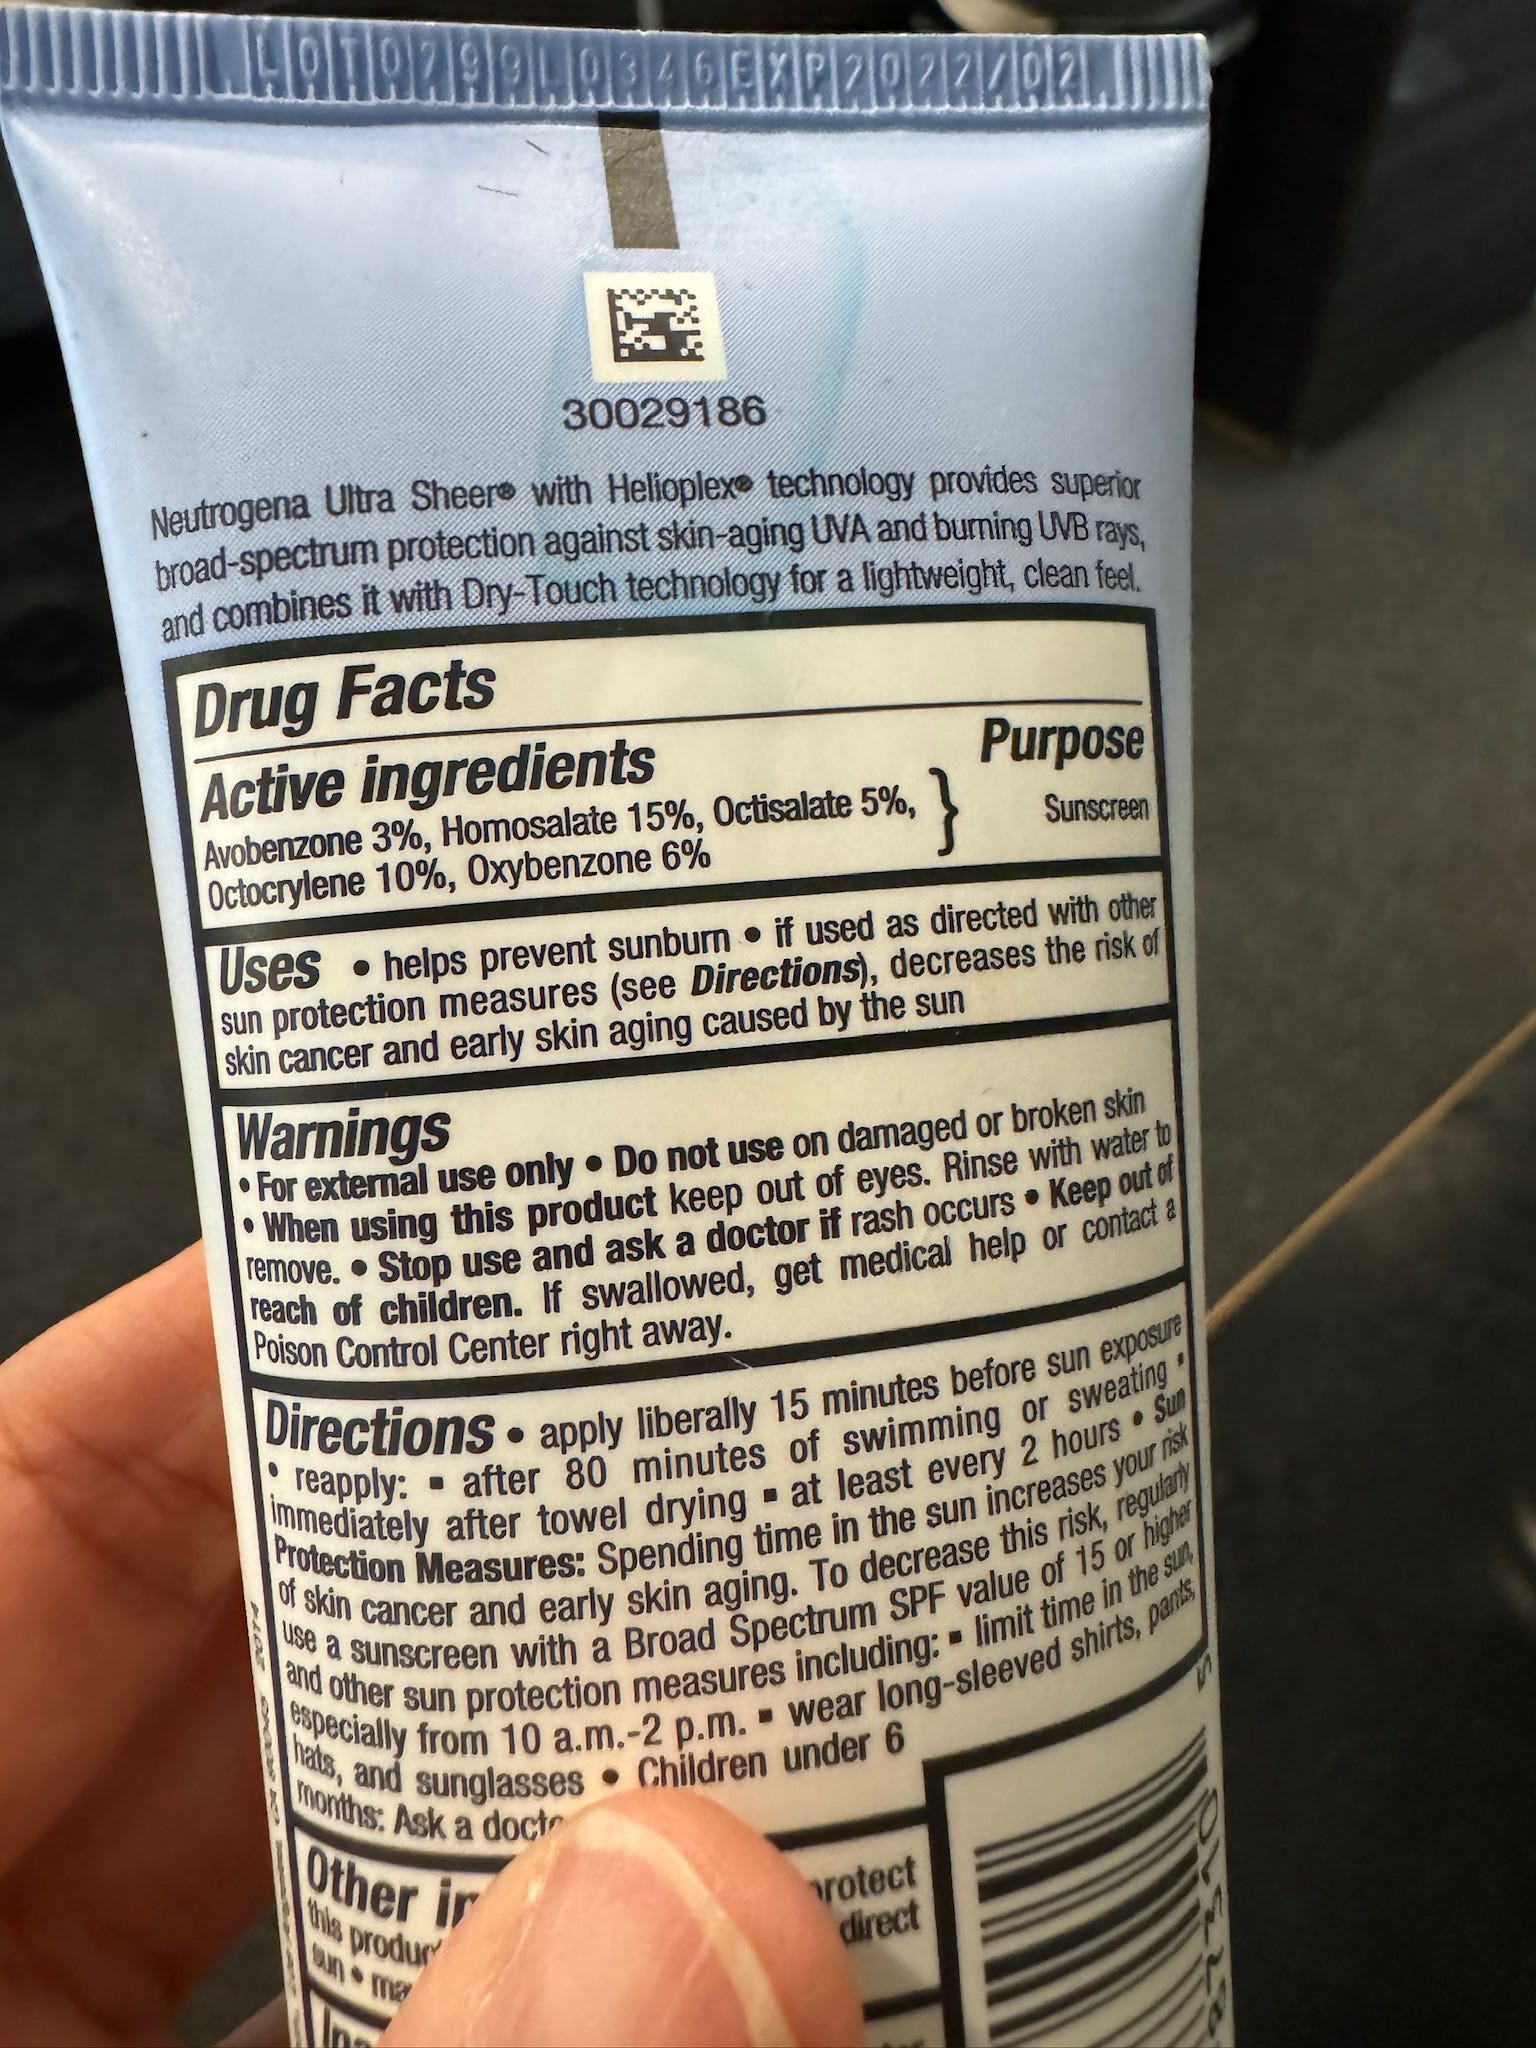 LOT0799L0346EXP2022/02
30029186
Neutrogena Ultra Sheer® with Helioplex® technology provides superior
broad-spectrum protection against skin-aging UVA and burning UVB rays,
and combines it with Dry-Touch technology for a lightweight, clean feel.
Drug Facts
Active ingredients Purpose
Avobenzone 3%, Homosalate 15%, Octisalate 5%, } Sunscreen
Octocrylene 10%, Oxybenzone 6%
Uses • helps prevent sunburn • if used as directed with other
sun protection measures (see Directions), decreases the risk of
skin cancer and early skin aging caused by the sun
Warnings
• For external use only • Do not use on damaged or broken skin
• When using this product keep out of eyes. Rinse with water to
remove. • Stop use and ask a doctor if rash occurs • Keep out of
reach of children. If swallowed, get medical help or contact a
Poison Control Center right away.
Directions • apply liberally 15 minutes before sun exposure
• reapply: ▪ after 80 minutes of swimming or sweating ▪
immediately after towel drying ▪ at least every 2 hours • Sun
Protection Measures: Spending time in the sun increases your risk
of skin cancer and early skin aging. To decrease this risk, regularly
use a sunscreen with a Broad Spectrum SPF value of 15 or higher
and other sun protection measures including: ▪ limit time in the sun,
especially from 10 a.m.-2 p.m. ▪ wear long-sleeved shirts, pants,
hats, and sunglasses • Children under 6
months: Ask a
Other
this direct
sun •